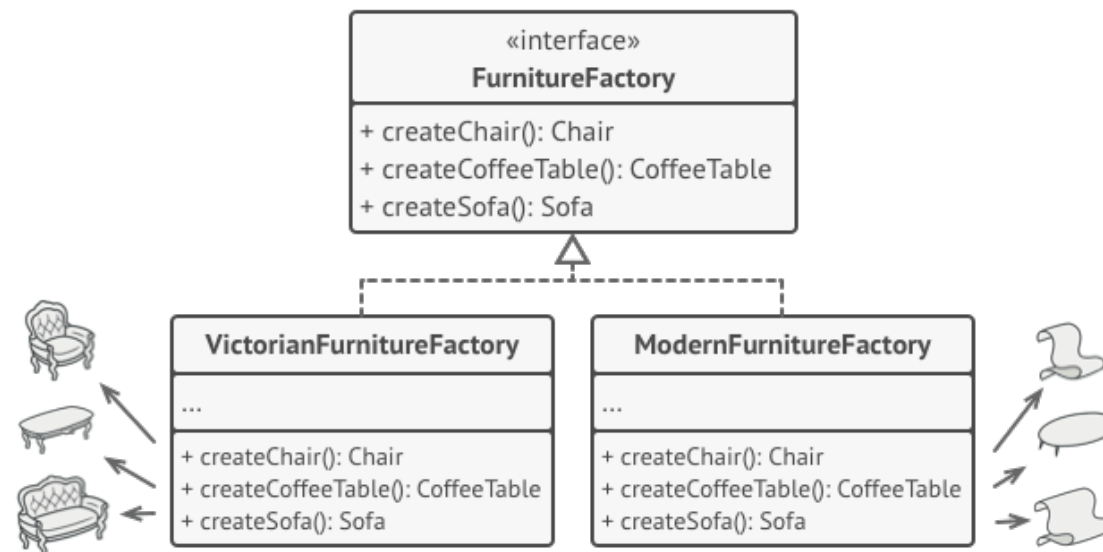 «interface»
FurnitureFactory
+ createChair(): Chair
+ createCoffeeTable(): CoffeeTable
+ createSofa(): Sofa
VictorianFurnitureFactory
...
+ createChair(): Chair
+ createCoffeeTable(): CoffeeTable
+ createSofa(): Sofa
ModernFurnitureFactory
...
+ createChair(): Chair
+ createCoffeeTable(): CoffeeTable
+ createSofa(): Sofa